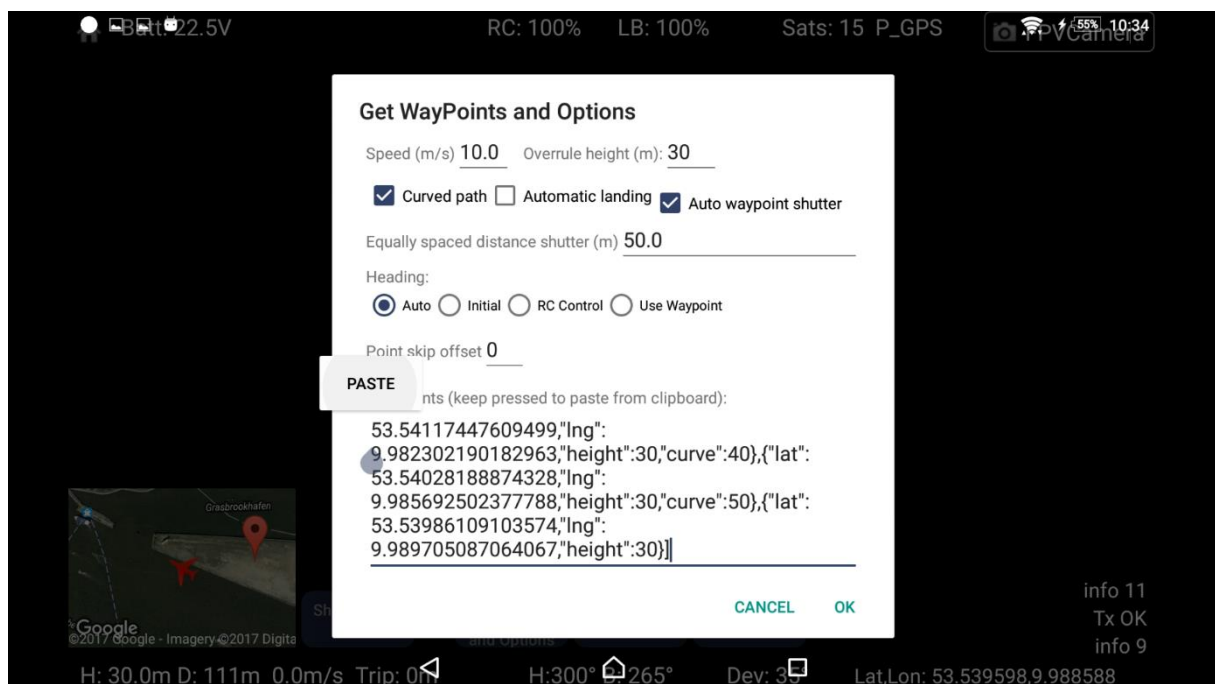 Batt: 22.5V RC: 100% LB: 100% Sats: 15 P_GPS FPVCamera 55% 10:34
Get WayPoints and Options
Speed (m/s) 10.0 Overrule height (m): 30
Curved path Automatic landing Auto waypoint shutter
Equally spaced distance shutter (m) 50.0
Heading:
Auto Initial RC Control Use Waypoint
Point skip offset 0
PASTE
nts (keep pressed to paste from clipboard):
53.54117447609499,"lng":
9.982302190182963,"height":30,"curve":40},{"lat":
53.54028188874328,"lng":
9.985692502377788,"height":30,"curve":50},{"lat":
53.53986109103574,"lng":
9.989705087064067,"height":30}]
CANCEL OK
Grasbrookhafen
Google
©2017 Google - Imagery ©2017 Digita
Sh
and Options
info 11
Tx OK
info 9
H: 30.0m D: 111m 0.0m/s Trip: 0m H:300° B: 265° Dev: 35° Lat,Lon: 53.539598,9.988588